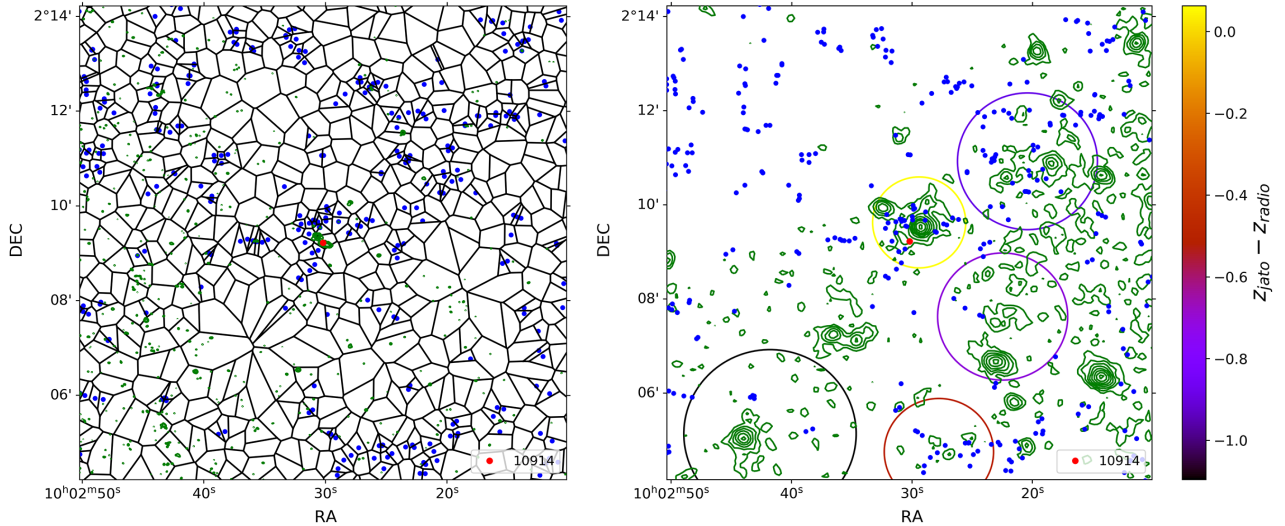 2°14'
12'
10'
08'
06'
DEC
10ʰ02ᵐ50ˢ
40ˢ
30ˢ
20ˢ
RA
10914
2°14'
12'
10'
08'
06'
DEC
10ʰ02ᵐ50ˢ
40ˢ
30ˢ
20ˢ
RA
10914
0.0
−0.2
−0.4
−0.6
−0.8
−1.0
z_jato − z_radio